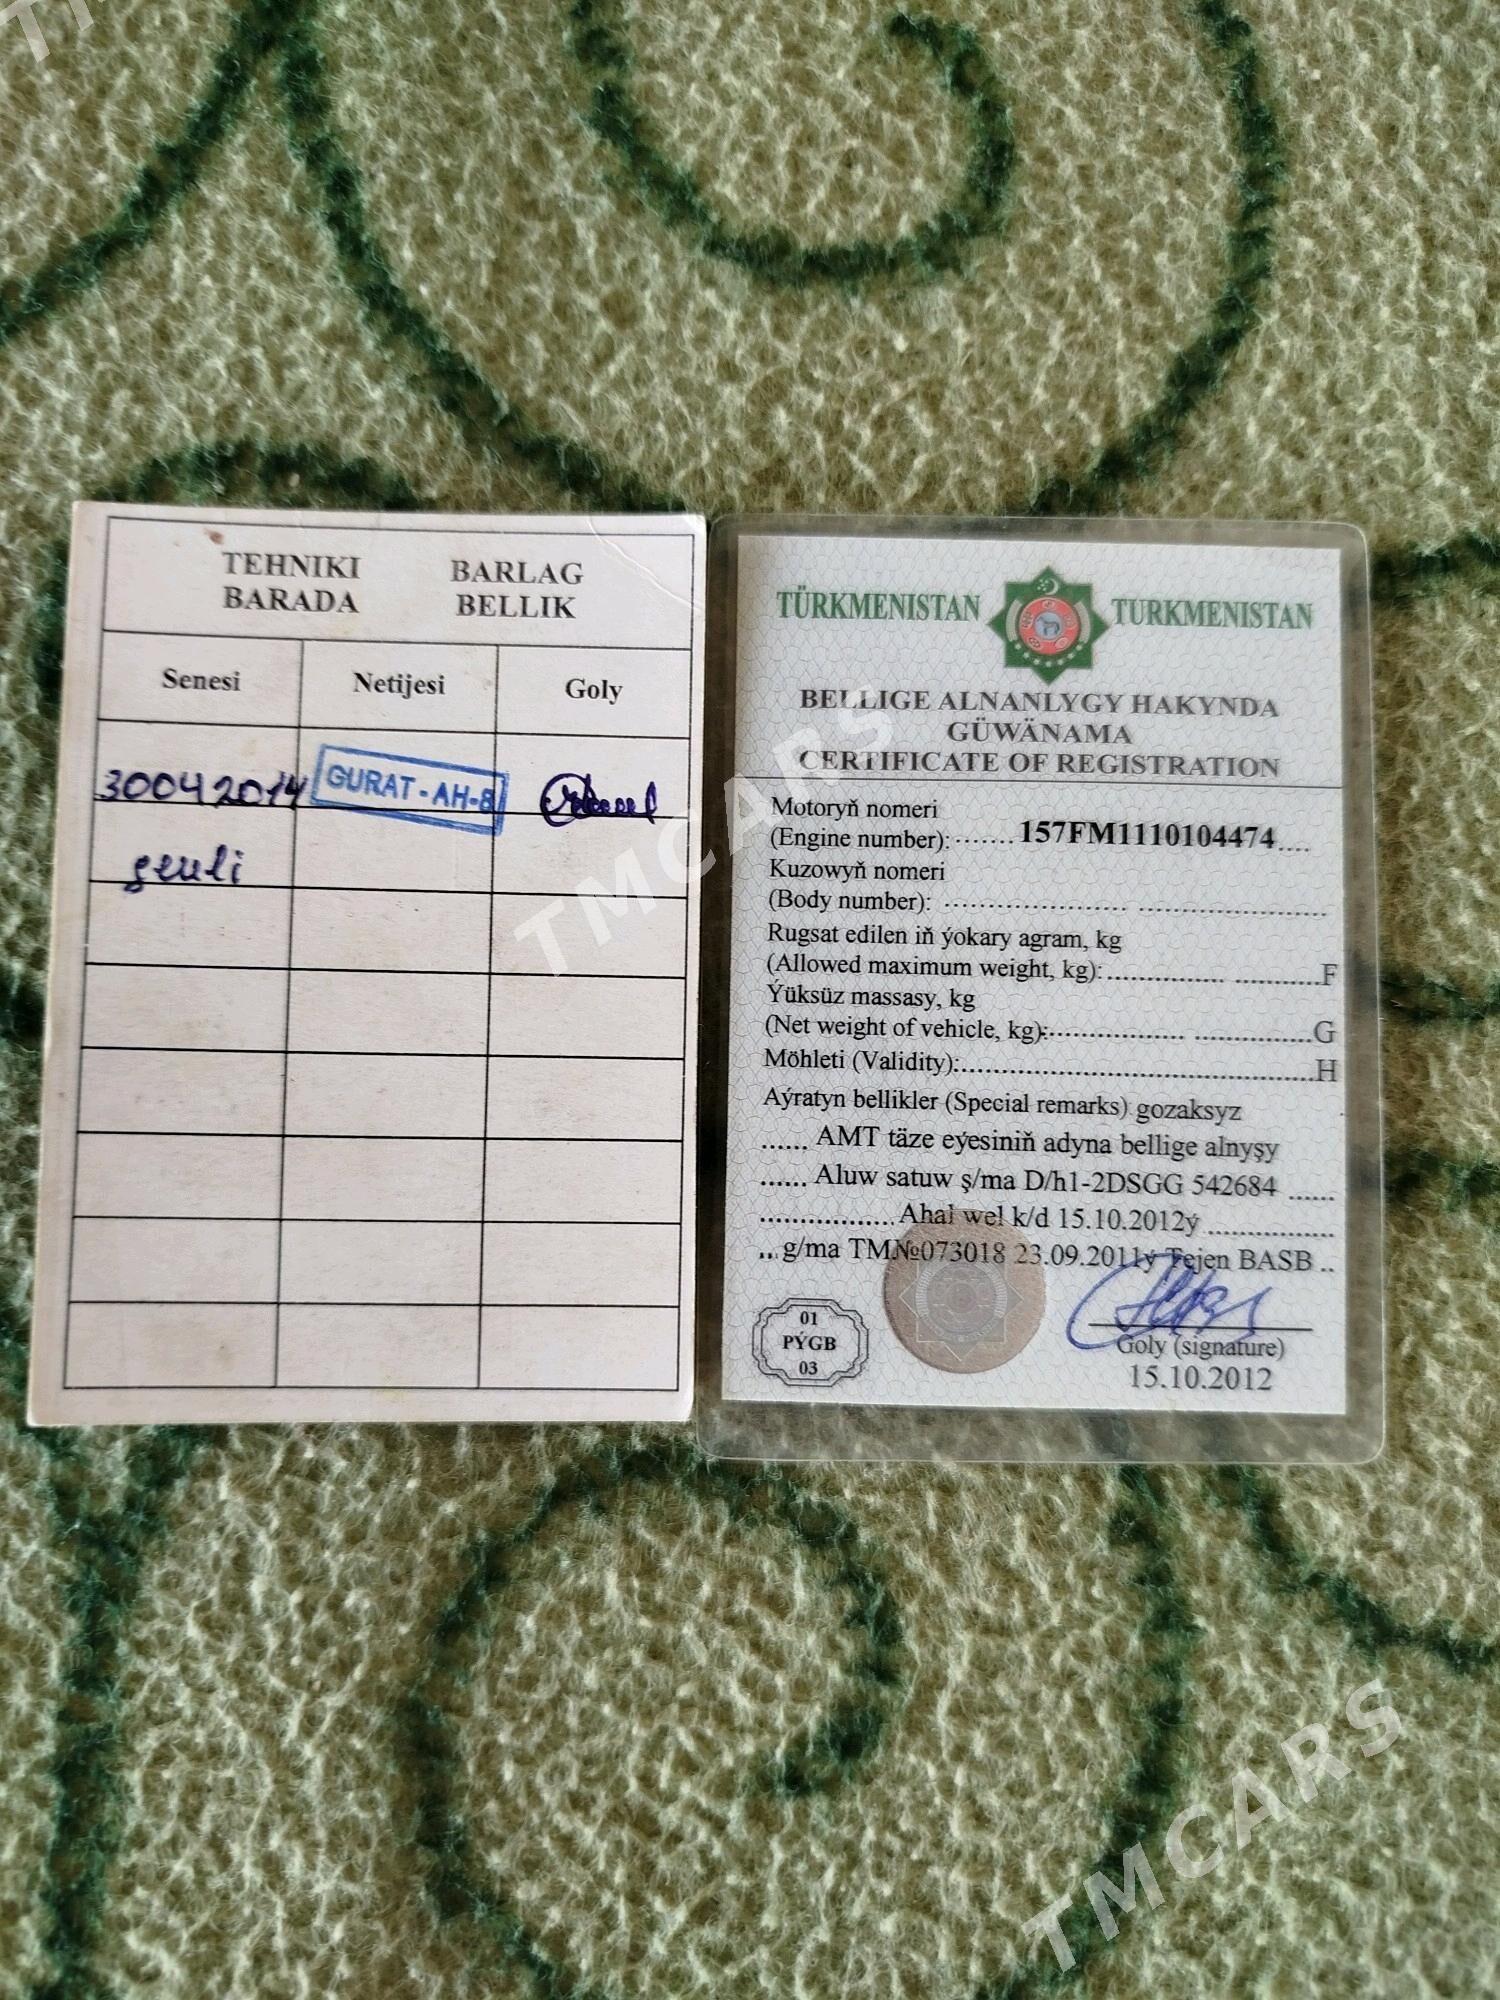 TEHNIKI BARLAG
BARADA BELLIK
Senesi Netijesi Goly
30042014 GURAT-AH-8
şenli
TÜRKMENISTAN TURKMENISTAN
BELLIGE ALNANLYGY HAKYNDA
GÜWÄNAMA
CERTIFICATE OF REGISTRATION
Motoryň nomeri
(Engine number):.......157FM1110104474....
Kuzowyň nomeri
(Body number): ........................ .........................
Rugsat edilen iň ýokary agram, kg
(Allowed maximum weight, kg):............... ............F
Ýüksüz massasy, kg
(Net weight of vehicle, kg):.................. ................G
Möhleti (Validity):..............................................H
Aýratyn bellikler (Special remarks) gozaksyz
...... AMT täze eýesiniň adyna bellige alnyşy
...... Aluw satuw ş/ma D/h1-2DSGG 542684 ......
.................Ahal wel k/d 15.10.2012ý .................
... g/ma TM№073018 23.09.2011ý Tejen BASB ..
01
PÝGB
03
Goly (signature)
15.10.2012
TMCARS
TMCARS